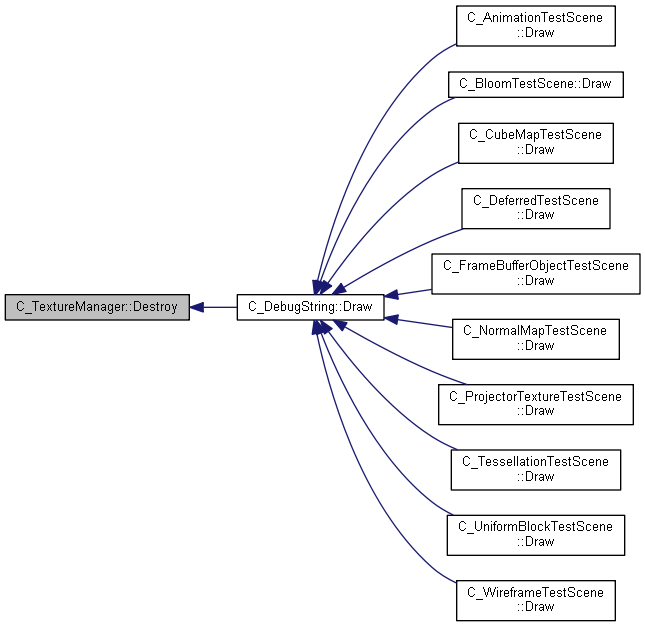 C_TextureManager::Destroy
C_DebugString::Draw
C_AnimationTestScene
::Draw
C_BloomTestScene::Draw
C_CubeMapTestScene
::Draw
C_DeferredTestScene
::Draw
C_FrameBufferObjectTestScene
::Draw
C_NormalMapTestScene
::Draw
C_ProjectorTextureTestScene
::Draw
C_TessellationTestScene
::Draw
C_UniformBlockTestScene
::Draw
C_WireframeTestScene
::Draw